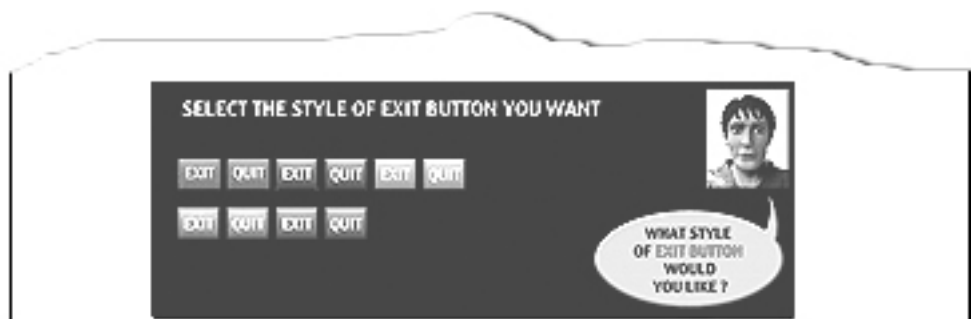 SELECT THE STYLE OF EXIT BUTTON YOU WANT
EXIT QUIT EXIT QUIT EXIT QUIT
EXIT QUIT EXIT QUIT
WHAT STYLE
OF EXIT BUTTON
WOULD
YOU LIKE ?